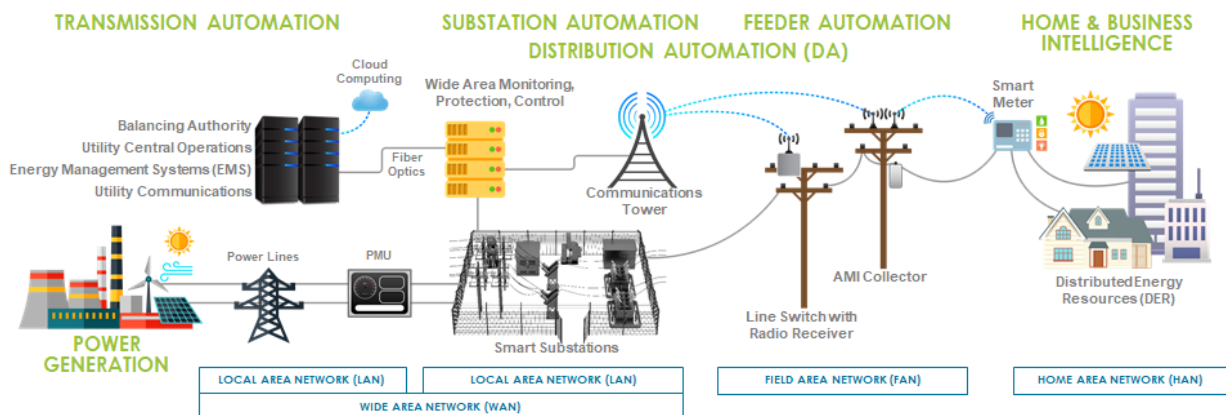 TRANSMISSION AUTOMATION
SUBSTATION AUTOMATION
FEEDER AUTOMATION
DISTRIBUTION AUTOMATION (DA)
HOME & BUSINESS
INTELLIGENCE
Cloud
Computing
Balancing Authority
Utility Central Operations
Energy Management Systems (EMS)
Utility Communications
Fiber
Optics
Wide Area Monitoring,
Protection, Control
Communications
Tower
Smart
Meter
Power Lines
PMU
Smart Substations
Line Switch with
Radio Receiver
AMI Collector
Distributed Energy
Resources (DER)
POWER
GENERATION
LOCAL AREA NETWORK (LAN)
LOCAL AREA NETWORK (LAN)
FIELD AREA NETWORK (FAN)
HOME AREA NETWORK (HAN)
WIDE AREA NETWORK (WAN)